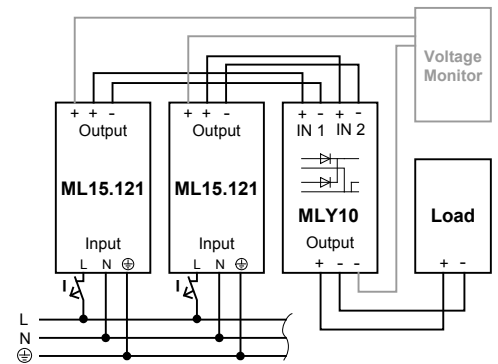 Voltage
Monitor
+ + -
Output
ML15.121
Input
L N ⏚
I
+ + -
Output
ML15.121
Input
L N ⏚
I
+ - + -
IN 1 IN 2
MLY10
Output
+ - -
Load
+ -
L
N
⏚